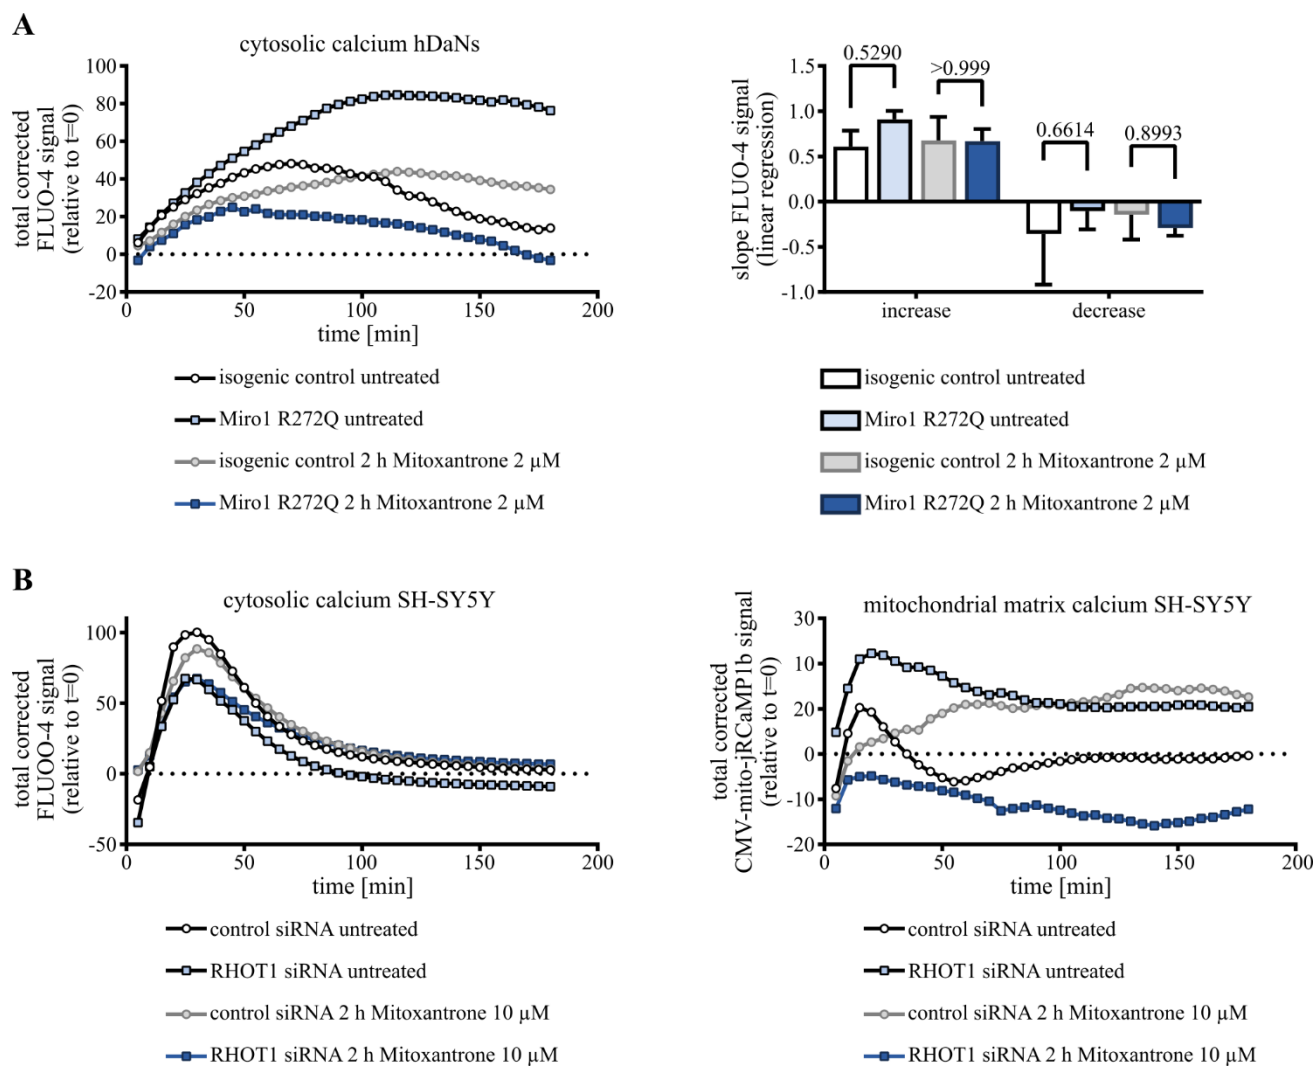 A
cytosolic calcium hDaNs
total corrected
FLUO-4 signal
(relative to t=0)
100
80
60
40
20
0
-20
0
50
100
150
200
time [min]
isogenic control untreated
Miro1 R272Q untreated
isogenic control 2 h Mitoxantrone 2 µM
Miro1 R272Q 2 h Mitoxantrone 2 µM
slope FLUO-4 signal
(linear regression)
1.5
1.0
0.5
0.0
-0.5
-1.0
0.5290
>0.999
0.6614
0.8993
increase
decrease
isogenic control untreated
Miro1 R272Q untreated
isogenic control 2 h Mitoxantrone 2 µM
Miro1 R272Q 2 h Mitoxantrone 2 µM
B
cytosolic calcium SH-SY5Y
total corrected
FLUOO-4 signal
(relative to t=0)
100
50
0
-50
0
50
100
150
200
time [min]
control siRNA untreated
RHOT1 siRNA untreated
control siRNA 2 h Mitoxantrone 10 µM
RHOT1 siRNA 2 h Mitoxantrone 10 µM
mitochondrial matrix calcium SH-SY5Y
total corrected
CMV-mito-jRCaMP1b signal
(relative to t=0)
30
10
20
0
-10
-20
0
50
100
150
200
time [min]
control siRNA untreated
RHOT1 siRNA untreated
control siRNA 2 h Mitoxantrone 10 µM
RHOT1 siRNA 2 h Mitoxantrone 10 µM